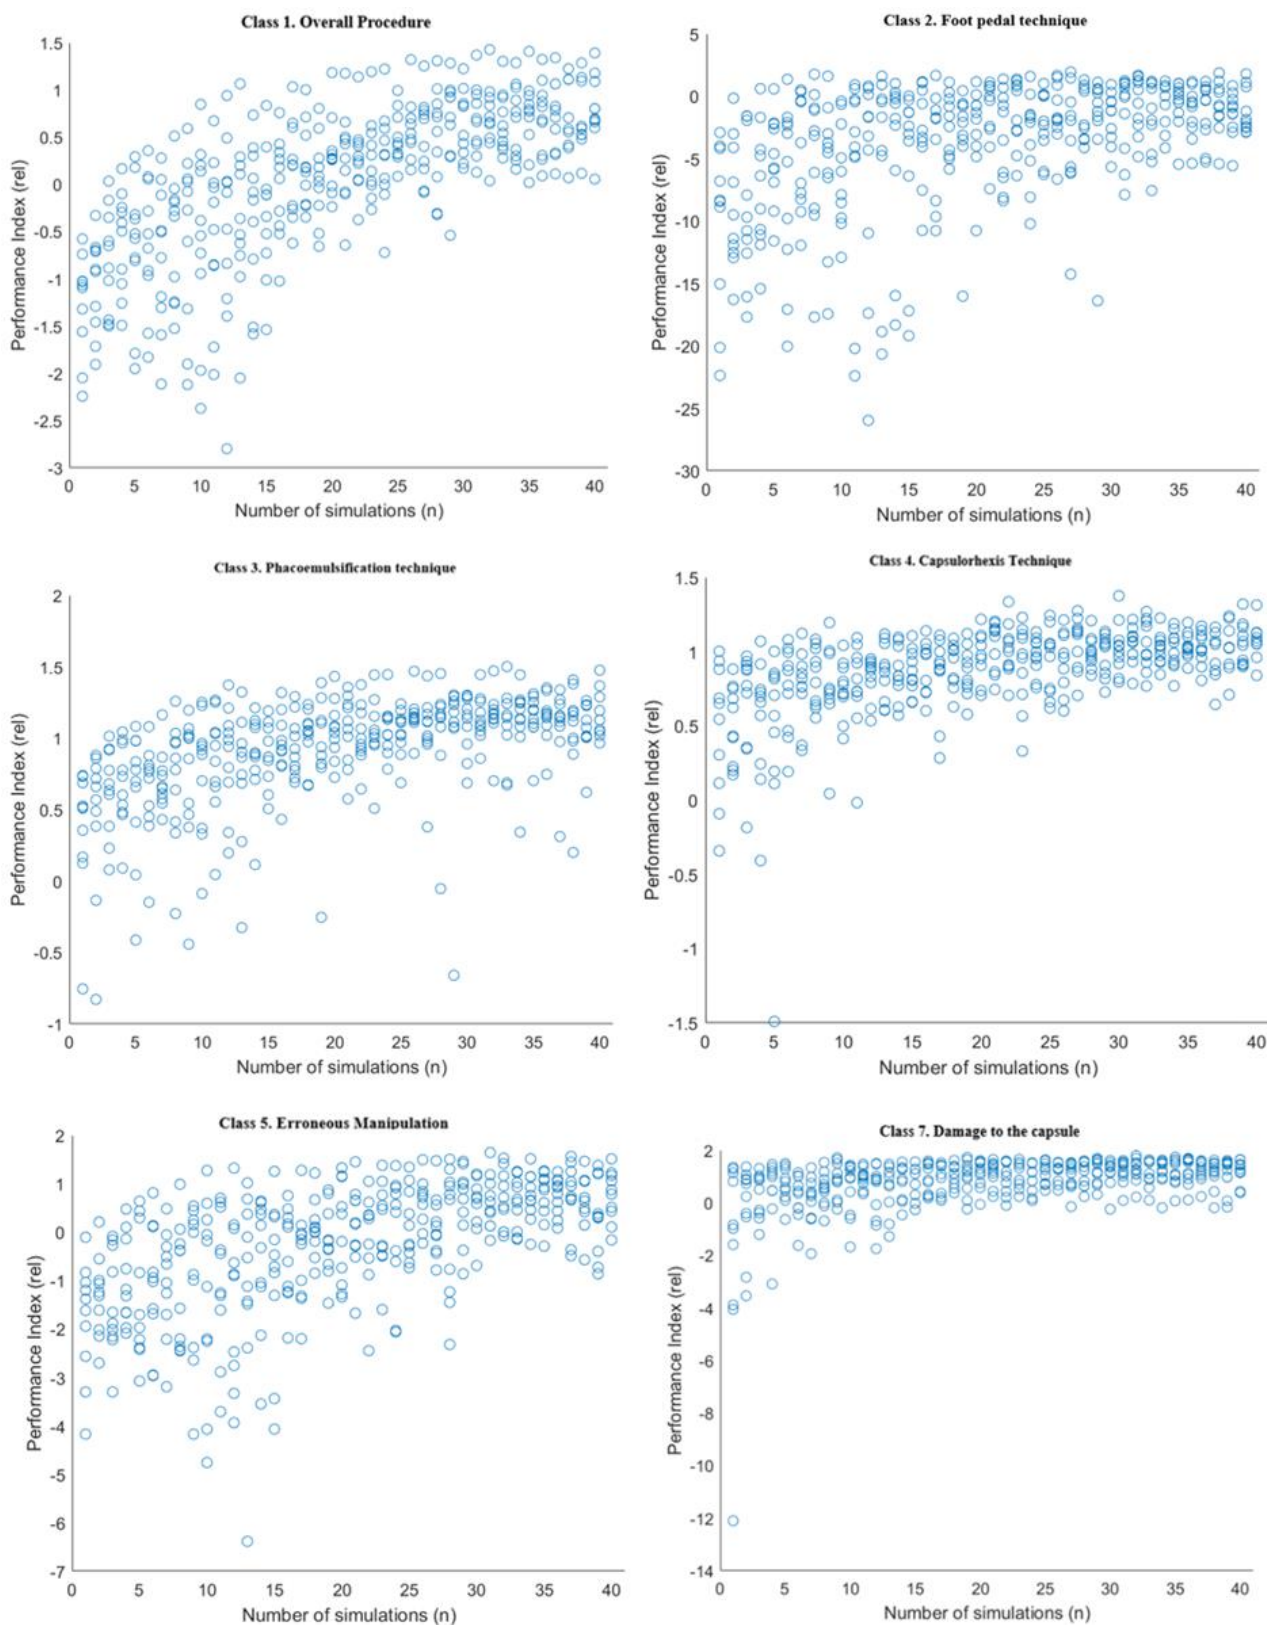 Class 1. Overall Procedure
1.5
1
0.5
0
-0.5
-1
-1.5
-2
-2.5
-3
Performance Index (rel)
0 5 10 15 20 25 30 35 40
Number of simulations (n)
Class 2. Foot pedal technique
5
0
-5
-10
-15
-20
-25
-30
Performance Index (rel)
0 5 10 15 20 25 30 35 40
Number of simulations (n)
Class 3. Phacoemulsification technique
2
1.5
1
0.5
0
-0.5
-1
Performance Index (rel)
0 5 10 15 20 25 30 35 40
Number of simulations (n)
Class 4. Capsulorhexis Technique
1.5
1
0.5
0
-0.5
-1
-1.5
Performance Index (rel)
0 5 10 15 20 25 30 35 40
Number of simulations (n)
Class 5. Erroneous Manipulation
2
1
0
-1
-2
-3
-4
-5
-6
-7
Performance Index (rel)
0 5 10 15 20 25 30 35 40
Number of simulations (n)
Class 7. Damage to the capsule
2
0
-2
-4
-6
-8
-10
-12
-14
Performance Index (rel)
0 5 10 15 20 25 30 35 40
Number of simulations (n)